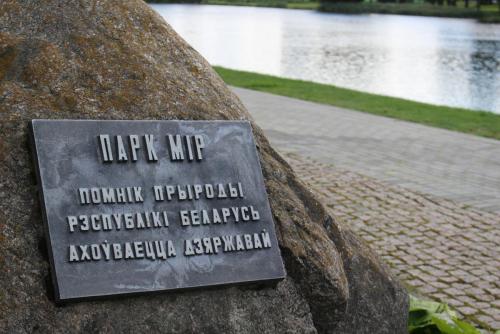 ПАРК МІР
ПОМНІК ПРЫРОДЫ
РЭСПУБЛІКІ БЕЛАРУСЬ
АХОЎВАЕЦЦА ДЗЯРЖАВАЙ